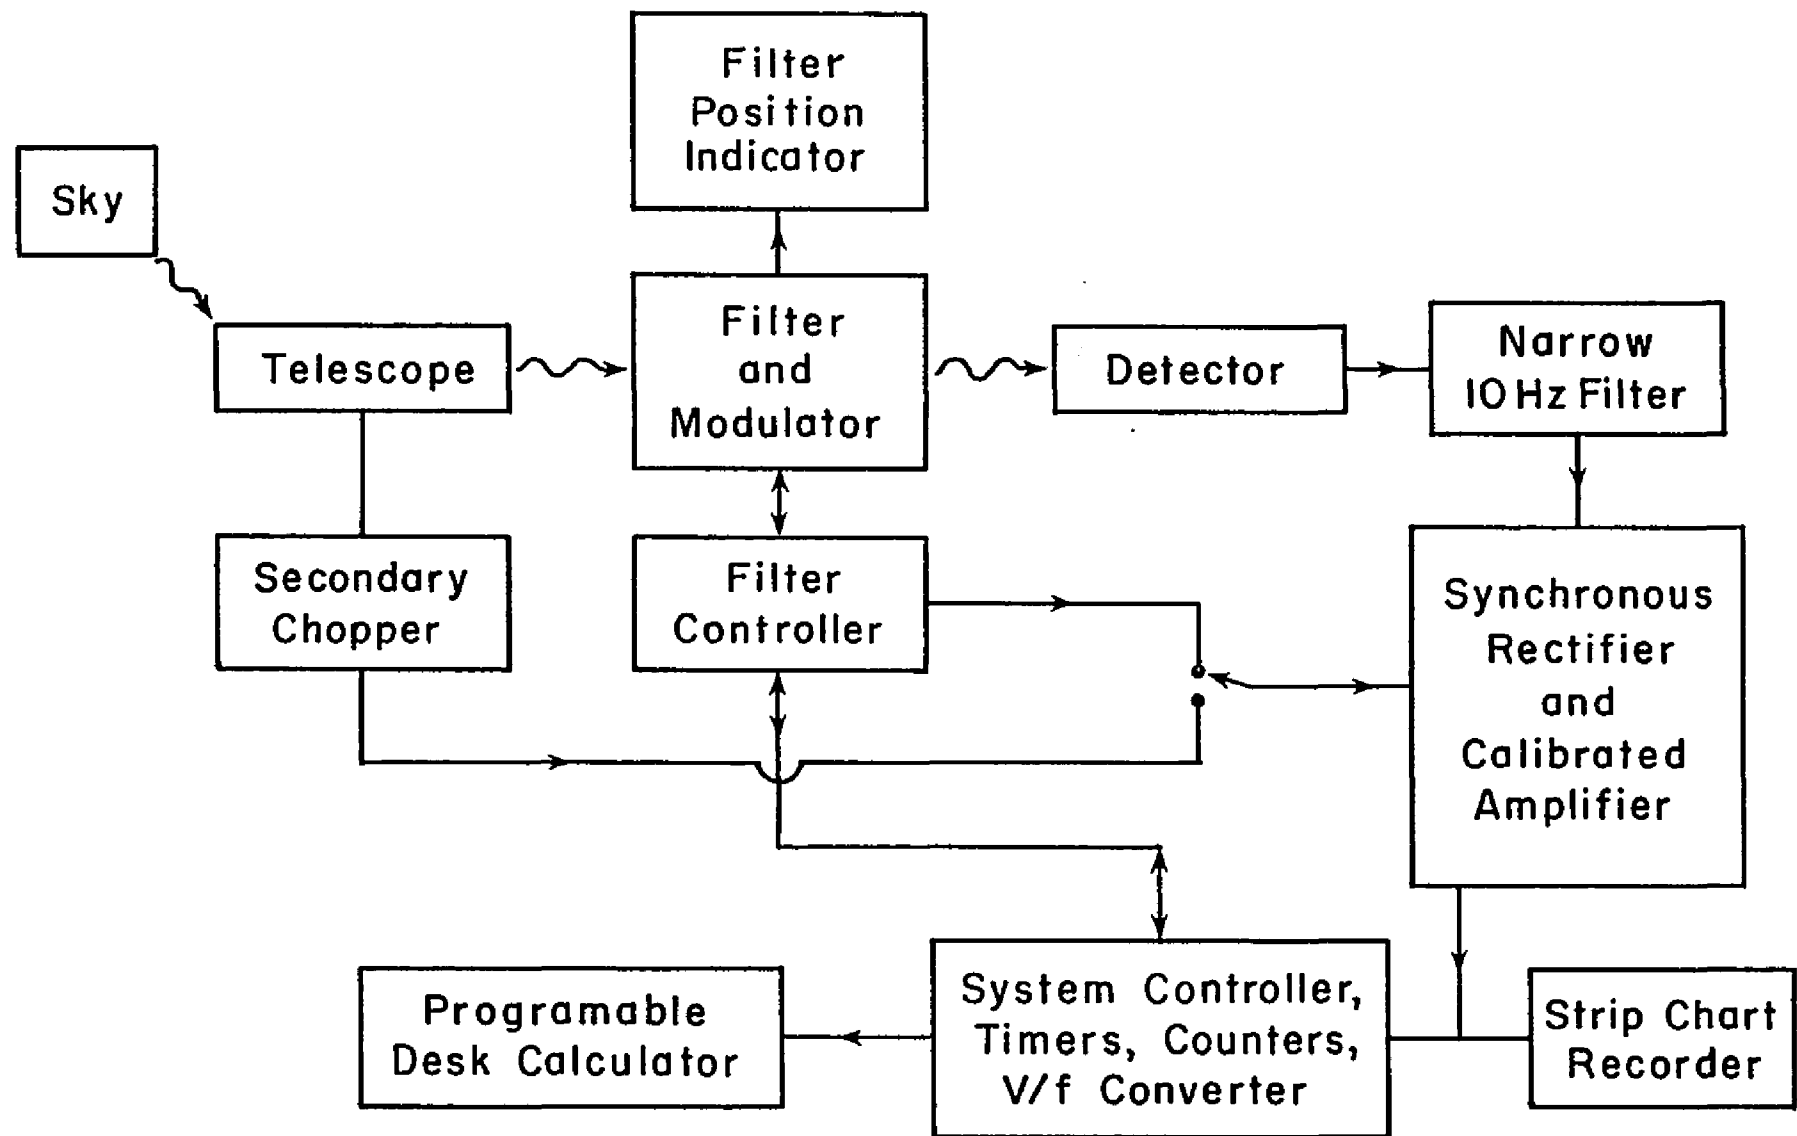 Filter
Position
Indicator
Sky
Telescope
Filter
and
Modulator
Detector
Narrow
10 Hz Filter
Secondary
Chopper
Filter
Controller
Synchronous
Rectifier
and
Calibrated
Amplifier
Programable
Desk Calculator
System Controller,
Timers, Counters,
V/f Converter
Strip Chart
Recorder